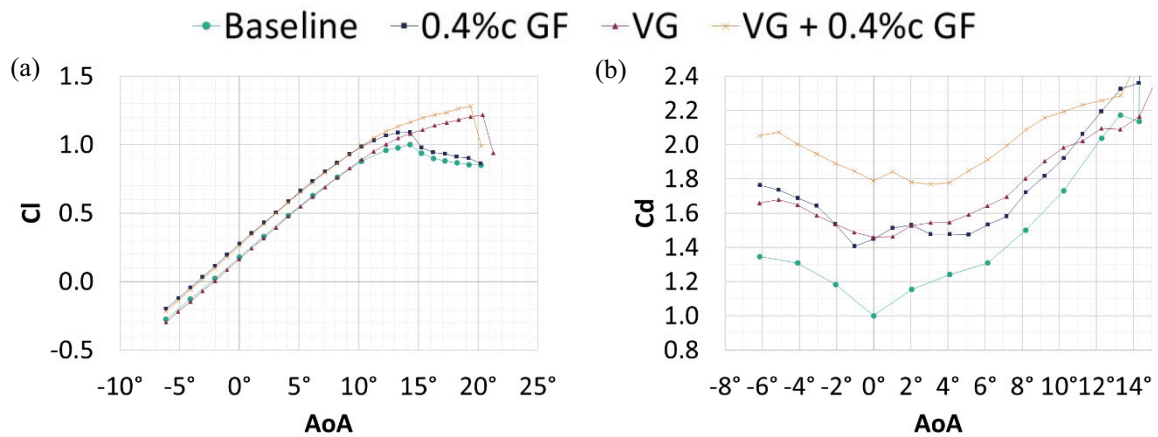 Baseline 0.4%c GF VG VG + 0.4%c GF
(a)
1.5
1.0
0.5
0.0
-0.5
Cl
-10° -5° 0° 5° 10° 15° 20° 25°
AoA
(b)
Cd
2.4
2.2
2.0
1.8
1.6
1.4
1.2
1.0
0.8
-8° -6° -4° -2° 0° 2° 4° 6° 8° 10° 12° 14°
AoA